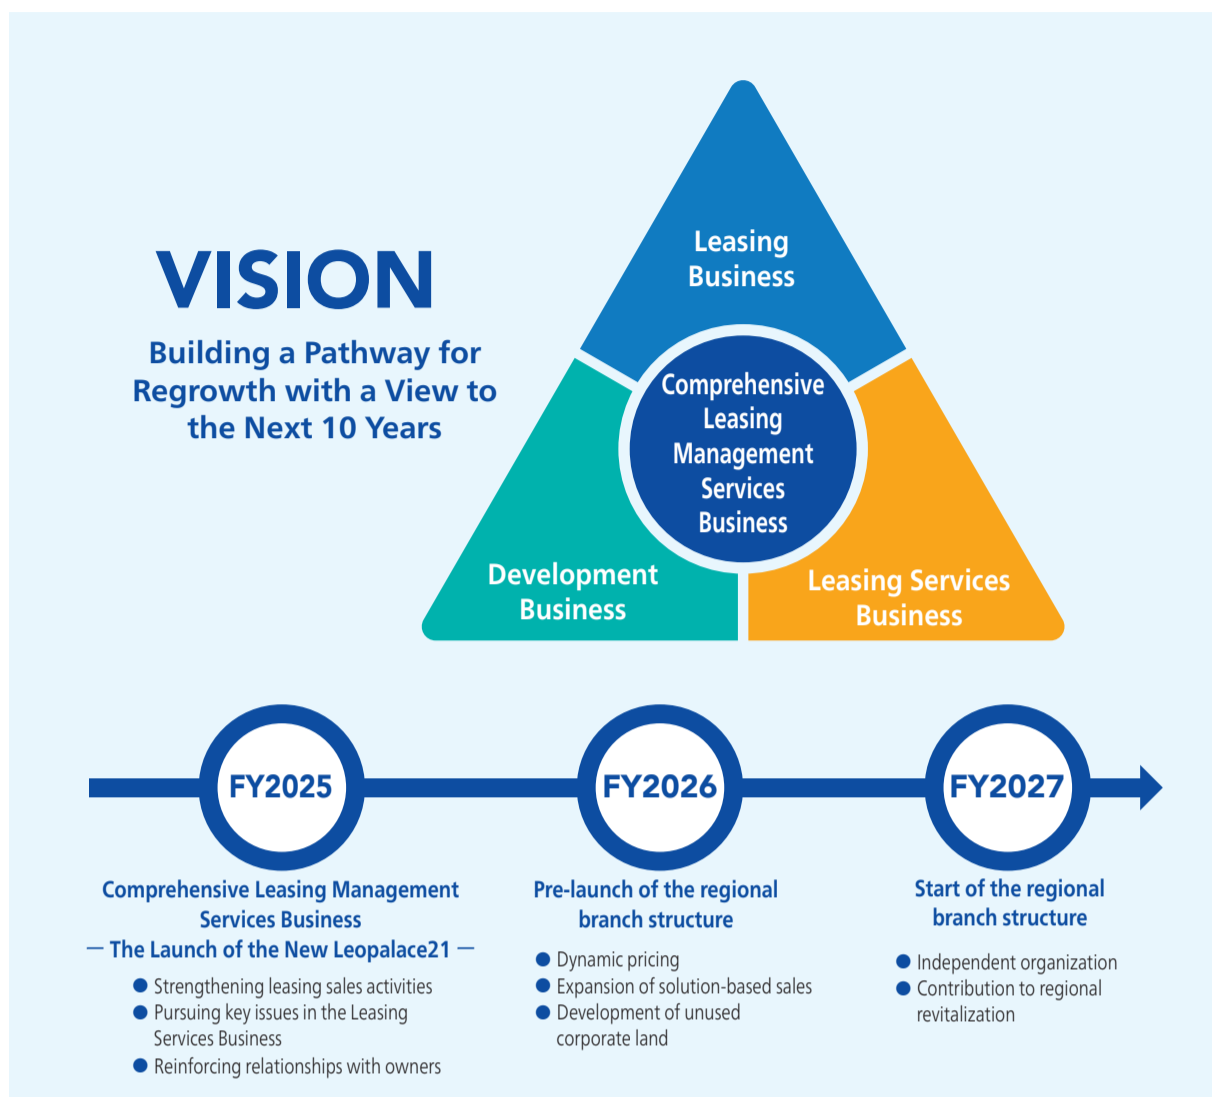 VISION
Building a Pathway for
Regrowth with a View to
the Next 10 Years
Leasing
Business
Comprehensive
Leasing
Management
Services
Business
Development
Business
Leasing Services
Business
FY2025
Comprehensive Leasing Management
Services Business
— The Launch of the New Leopalace21 —
● Strengthening leasing sales activities
● Pursuing key issues in the Leasing
Services Business
● Reinforcing relationships with owners
FY2026
Pre-launch of the regional
branch structure
● Dynamic pricing
● Expansion of solution-based sales
● Development of unused
corporate land
FY2027
Start of the regional
branch structure
● Independent organization
● Contribution to regional
revitalization